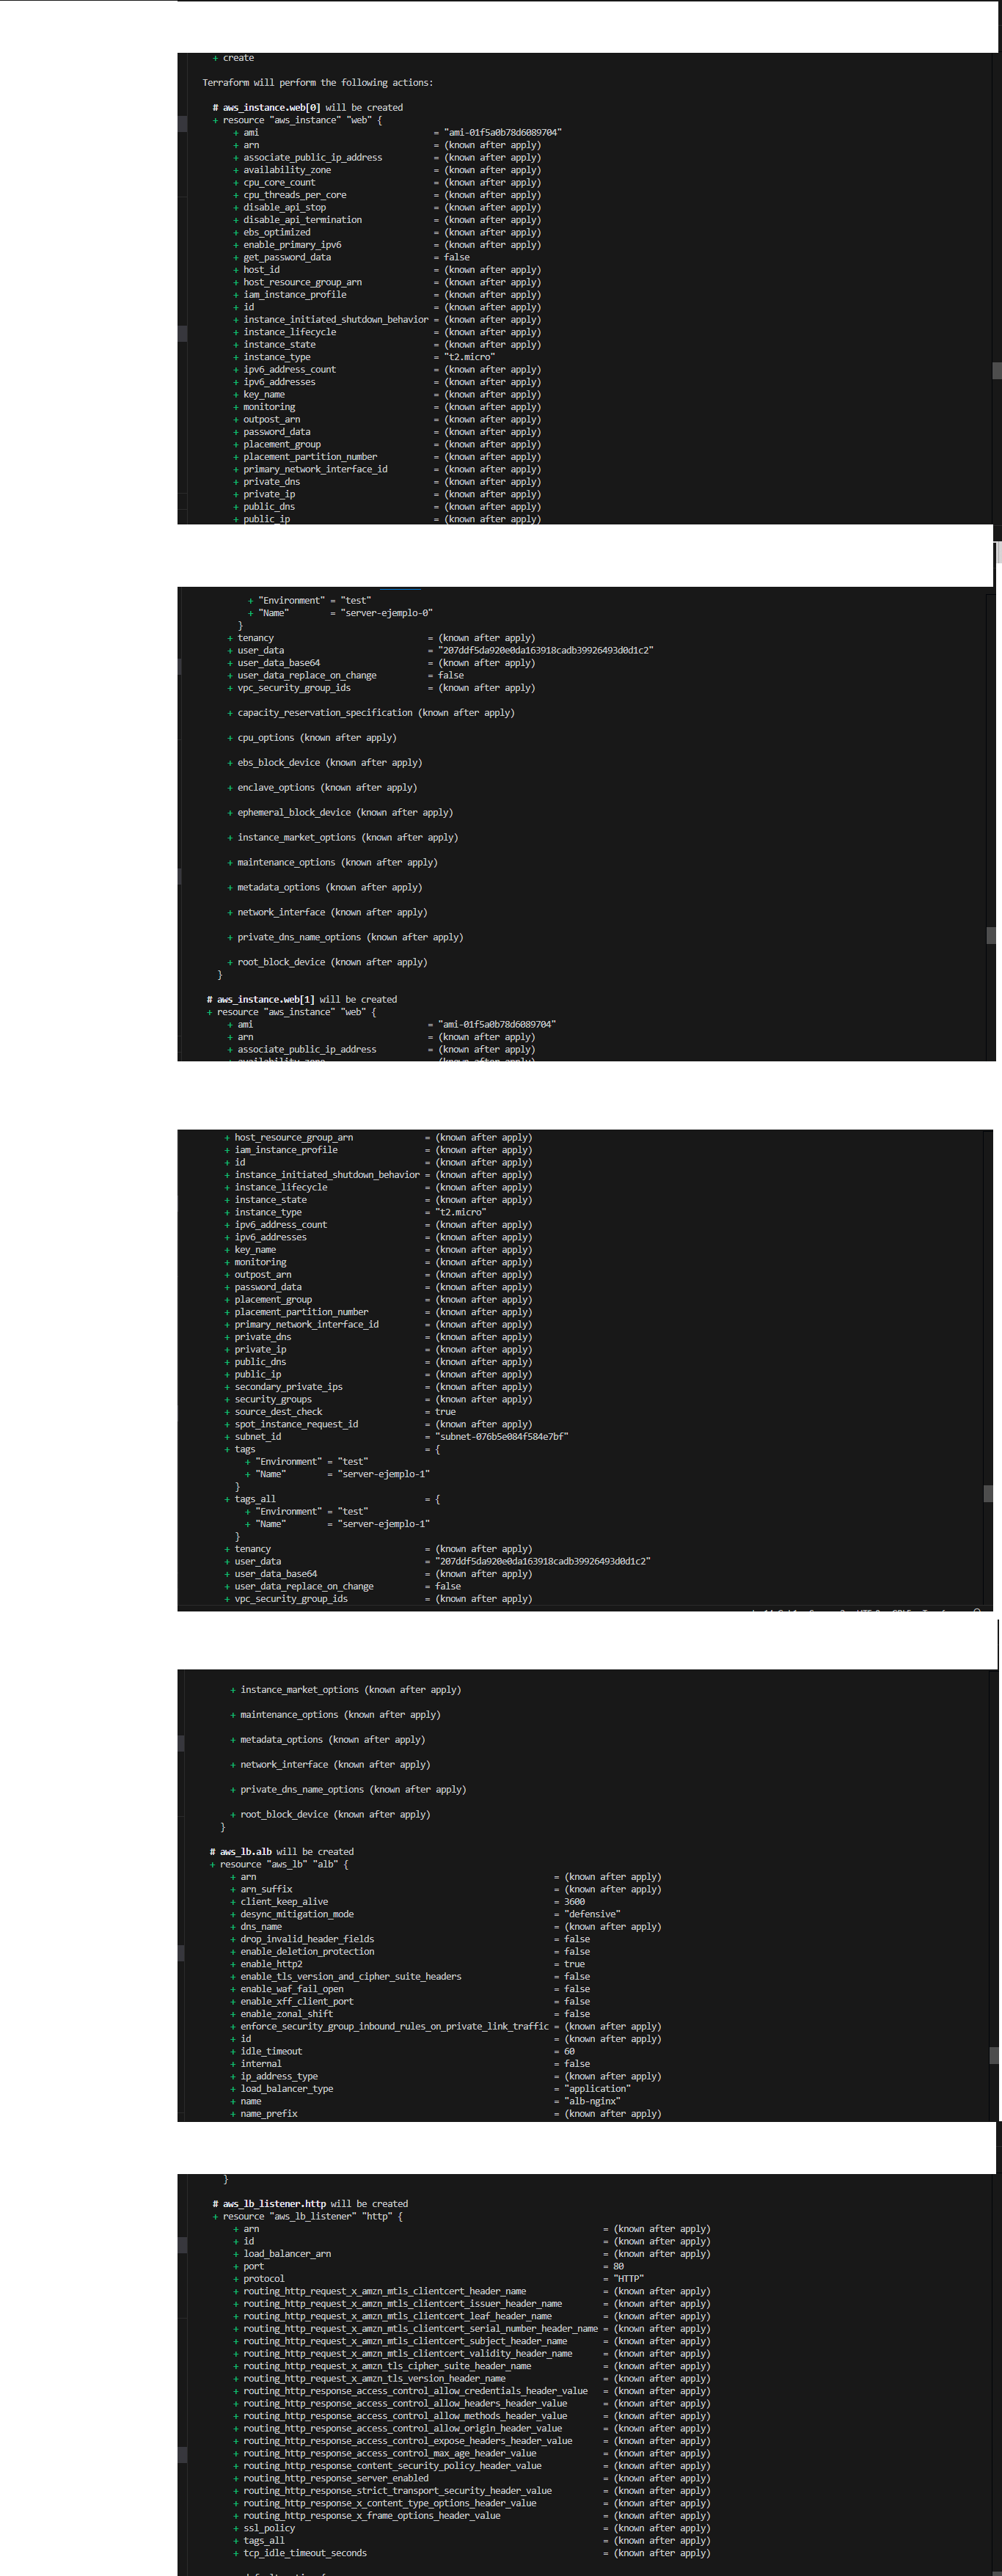 + create
Terraform will perform the following actions:
# aws_instance.web[0] will be created
+ resource "aws_instance" "web" {
+ ami = "ami-01f5a0b78d6089704"
+ arn = (known after apply)
+ associate_public_ip_address = (known after apply)
+ availability_zone = (known after apply)
+ cpu_core_count = (known after apply)
+ cpu_threads_per_core = (known after apply)
+ disable_api_stop = (known after apply)
+ disable_api_termination = (known after apply)
+ ebs_optimized = (known after apply)
+ enable_primary_ipv6 = (known after apply)
+ get_password_data = false
+ host_id = (known after apply)
+ host_resource_group_arn = (known after apply)
+ iam_instance_profile = (known after apply)
+ id = (known after apply)
+ instance_initiated_shutdown_behavior = (known after apply)
+ instance_lifecycle = (known after apply)
+ instance_state = (known after apply)
+ instance_type = "t2.micro"
+ ipv6_address_count = (known after apply)
+ ipv6_addresses = (known after apply)
+ key_name = (known after apply)
+ monitoring = (known after apply)
+ outpost_arn = (known after apply)
+ password_data = (known after apply)
+ placement_group = (known after apply)
+ placement_partition_number = (known after apply)
+ primary_network_interface_id = (known after apply)
+ private_dns = (known after apply)
+ private_ip = (known after apply)
+ public_dns = (known after apply)
+ public_ip = (known after apply)
+ "Environment" = "test"
+ "Name" = "server-ejemplo-0"
}
+ tenancy = (known after apply)
+ user_data = "207ddf5da920e0da163918cadb39926493d0d1c2"
+ user_data_base64 = (known after apply)
+ user_data_replace_on_change = false
+ vpc_security_group_ids = (known after apply)
+ capacity_reservation_specification (known after apply)
+ cpu_options (known after apply)
+ ebs_block_device (known after apply)
+ enclave_options (known after apply)
+ ephemeral_block_device (known after apply)
+ instance_market_options (known after apply)
+ maintenance_options (known after apply)
+ metadata_options (known after apply)
+ network_interface (known after apply)
+ private_dns_name_options (known after apply)
+ root_block_device (known after apply)
}
# aws_instance.web[1] will be created
+ resource "aws_instance" "web" {
+ ami = "ami-01f5a0b78d6089704"
+ arn = (known after apply)
+ associate_public_ip_address = (known after apply)
+ host_resource_group_arn = (known after apply)
+ iam_instance_profile = (known after apply)
+ id = (known after apply)
+ instance_initiated_shutdown_behavior = (known after apply)
+ instance_lifecycle = (known after apply)
+ instance_state = (known after apply)
+ instance_type = "t2.micro"
+ ipv6_address_count = (known after apply)
+ ipv6_addresses = (known after apply)
+ key_name = (known after apply)
+ monitoring = (known after apply)
+ outpost_arn = (known after apply)
+ password_data = (known after apply)
+ placement_group = (known after apply)
+ placement_partition_number = (known after apply)
+ primary_network_interface_id = (known after apply)
+ private_dns = (known after apply)
+ private_ip = (known after apply)
+ public_dns = (known after apply)
+ public_ip = (known after apply)
+ secondary_private_ips = (known after apply)
+ security_groups = (known after apply)
+ source_dest_check = true
+ spot_instance_request_id = (known after apply)
+ subnet_id = "subnet-076b5e084f584e7bf"
+ tags = {
+ "Environment" = "test"
+ "Name" = "server-ejemplo-1"
}
+ tags_all = {
+ "Environment" = "test"
+ "Name" = "server-ejemplo-1"
}
+ tenancy = (known after apply)
+ user_data = "207ddf5da920e0da163918cadb39926493d0d1c2"
+ user_data_base64 = (known after apply)
+ user_data_replace_on_change = false
+ vpc_security_group_ids = (known after apply)
+ instance_market_options (known after apply)
+ maintenance_options (known after apply)
+ metadata_options (known after apply)
+ network_interface (known after apply)
+ private_dns_name_options (known after apply)
+ root_block_device (known after apply)
}
# aws_lb.alb will be created
+ resource "aws_lb" "alb" {
+ arn = (known after apply)
+ arn_suffix = (known after apply)
+ client_keep_alive = 3600
+ desync_mitigation_mode = "defensive"
+ dns_name = (known after apply)
+ drop_invalid_header_fields = false
+ enable_deletion_protection = false
+ enable_http2 = true
+ enable_tls_version_and_cipher_suite_headers = false
+ enable_waf_fail_open = false
+ enable_xff_client_port = false
+ enable_zonal_shift = false
+ enforce_security_group_inbound_rules_on_private_link_traffic = (known after apply)
+ id = (known after apply)
+ idle_timeout = 60
+ internal = false
+ ip_address_type = (known after apply)
+ load_balancer_type = "application"
+ name = "alb-nginx"
+ name_prefix = (known after apply)
}
# aws_lb_listener.http will be created
+ resource "aws_lb_listener" "http" {
+ arn = (known after apply)
+ id = (known after apply)
+ load_balancer_arn = (known after apply)
+ port = 80
+ protocol = "HTTP"
+ routing_http_request_x_amzn_mtls_clientcert_header_name = (known after apply)
+ routing_http_request_x_amzn_mtls_clientcert_issuer_header_name = (known after apply)
+ routing_http_request_x_amzn_mtls_clientcert_leaf_header_name = (known after apply)
+ routing_http_request_x_amzn_mtls_clientcert_serial_number_header_name = (known after apply)
+ routing_http_request_x_amzn_mtls_clientcert_subject_header_name = (known after apply)
+ routing_http_request_x_amzn_mtls_clientcert_validity_header_name = (known after apply)
+ routing_http_request_x_amzn_tls_cipher_suite_header_name = (known after apply)
+ routing_http_request_x_amzn_tls_version_header_name = (known after apply)
+ routing_http_response_access_control_allow_credentials_header_value = (known after apply)
+ routing_http_response_access_control_allow_headers_header_value = (known after apply)
+ routing_http_response_access_control_allow_methods_header_value = (known after apply)
+ routing_http_response_access_control_allow_origin_header_value = (known after apply)
+ routing_http_response_access_control_expose_headers_header_value = (known after apply)
+ routing_http_response_access_control_max_age_header_value = (known after apply)
+ routing_http_response_content_security_policy_header_value = (known after apply)
+ routing_http_response_server_enabled = (known after apply)
+ routing_http_response_strict_transport_security_header_value = (known after apply)
+ routing_http_response_x_content_type_options_header_value = (known after apply)
+ routing_http_response_x_frame_options_header_value = (known after apply)
+ ssl_policy = (known after apply)
+ tags_all = (known after apply)
+ tcp_idle_timeout_seconds = (known after apply)